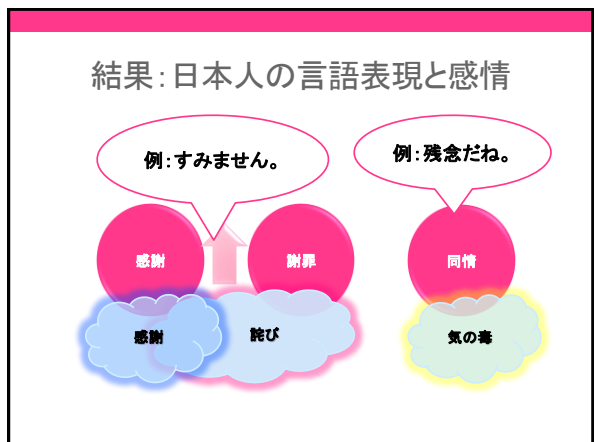 結果：日本人の言語表現と感情
例：すみません。
例：残念だね。
感謝
謝罪
同情
感謝
詫び
気の毒